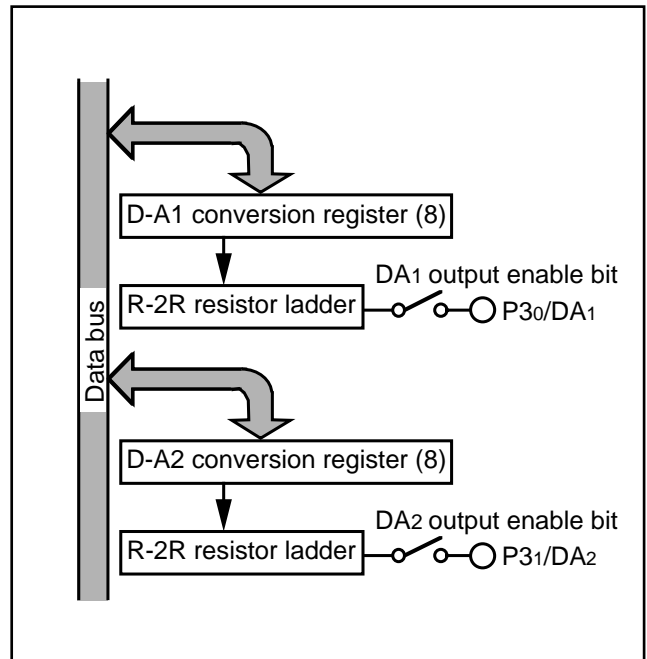 D-A1 conversion register (8)
DA1 output enable bit
R-2R resistor ladder
P30/DA1
Data bus
D-A2 conversion register (8)
DA2 output enable bit
R-2R resistor ladder
P31/DA2